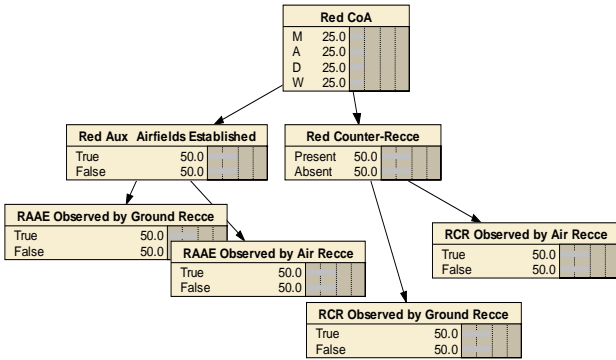 Red CoA
M 25.0
A 25.0
D 25.0
W 25.0
Red Aux Airfields Established
True 50.0
False 50.0
Red Counter-Recce
Present 50.0
Absent 50.0
RAAE Observed by Ground Recce
True 50.0
False 50.0
RAAE Observed by Air Recce
True 50.0
False 50.0
RCR Observed by Air Recce
True 50.0
False 50.0
RCR Observed by Ground Recce
True 50.0
False 50.0